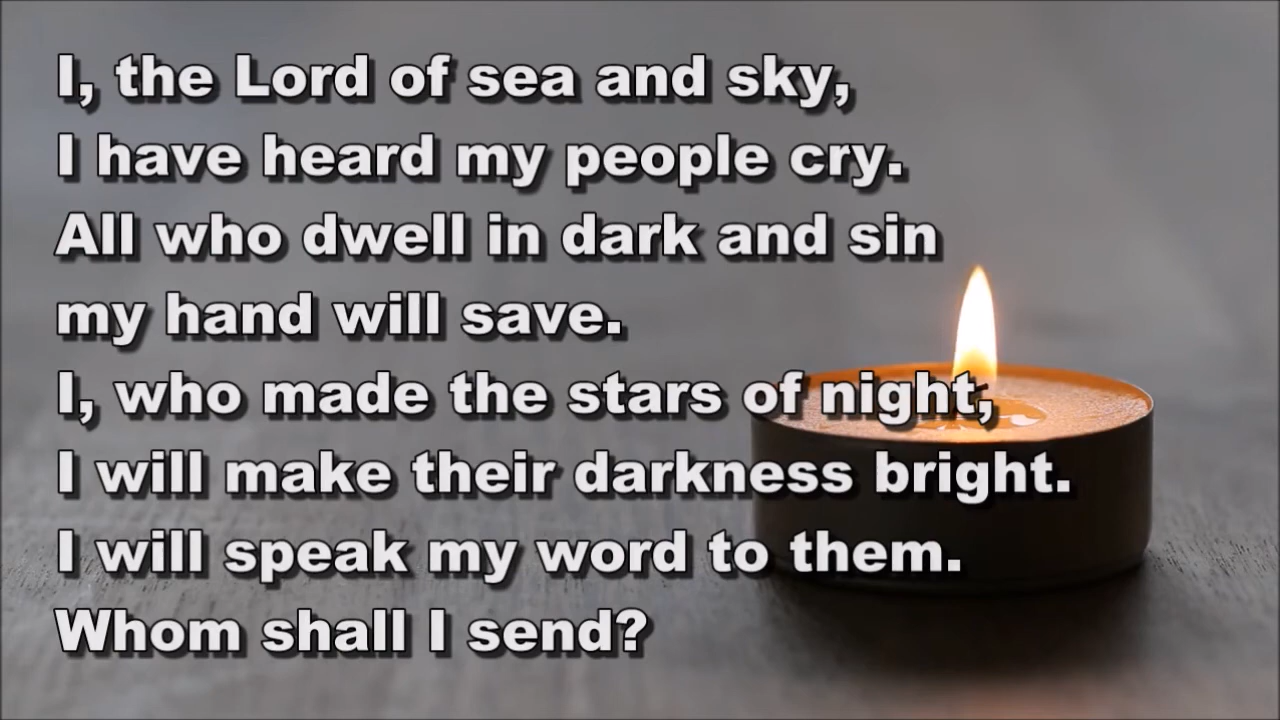 I, the Lord of sea and sky,
I have heard my people cry.
All who dwell in dark and sin
my hand will save.
I, who made the stars of night,
I will make their darkness bright.
I will speak my word to them.
Whom shall I send?